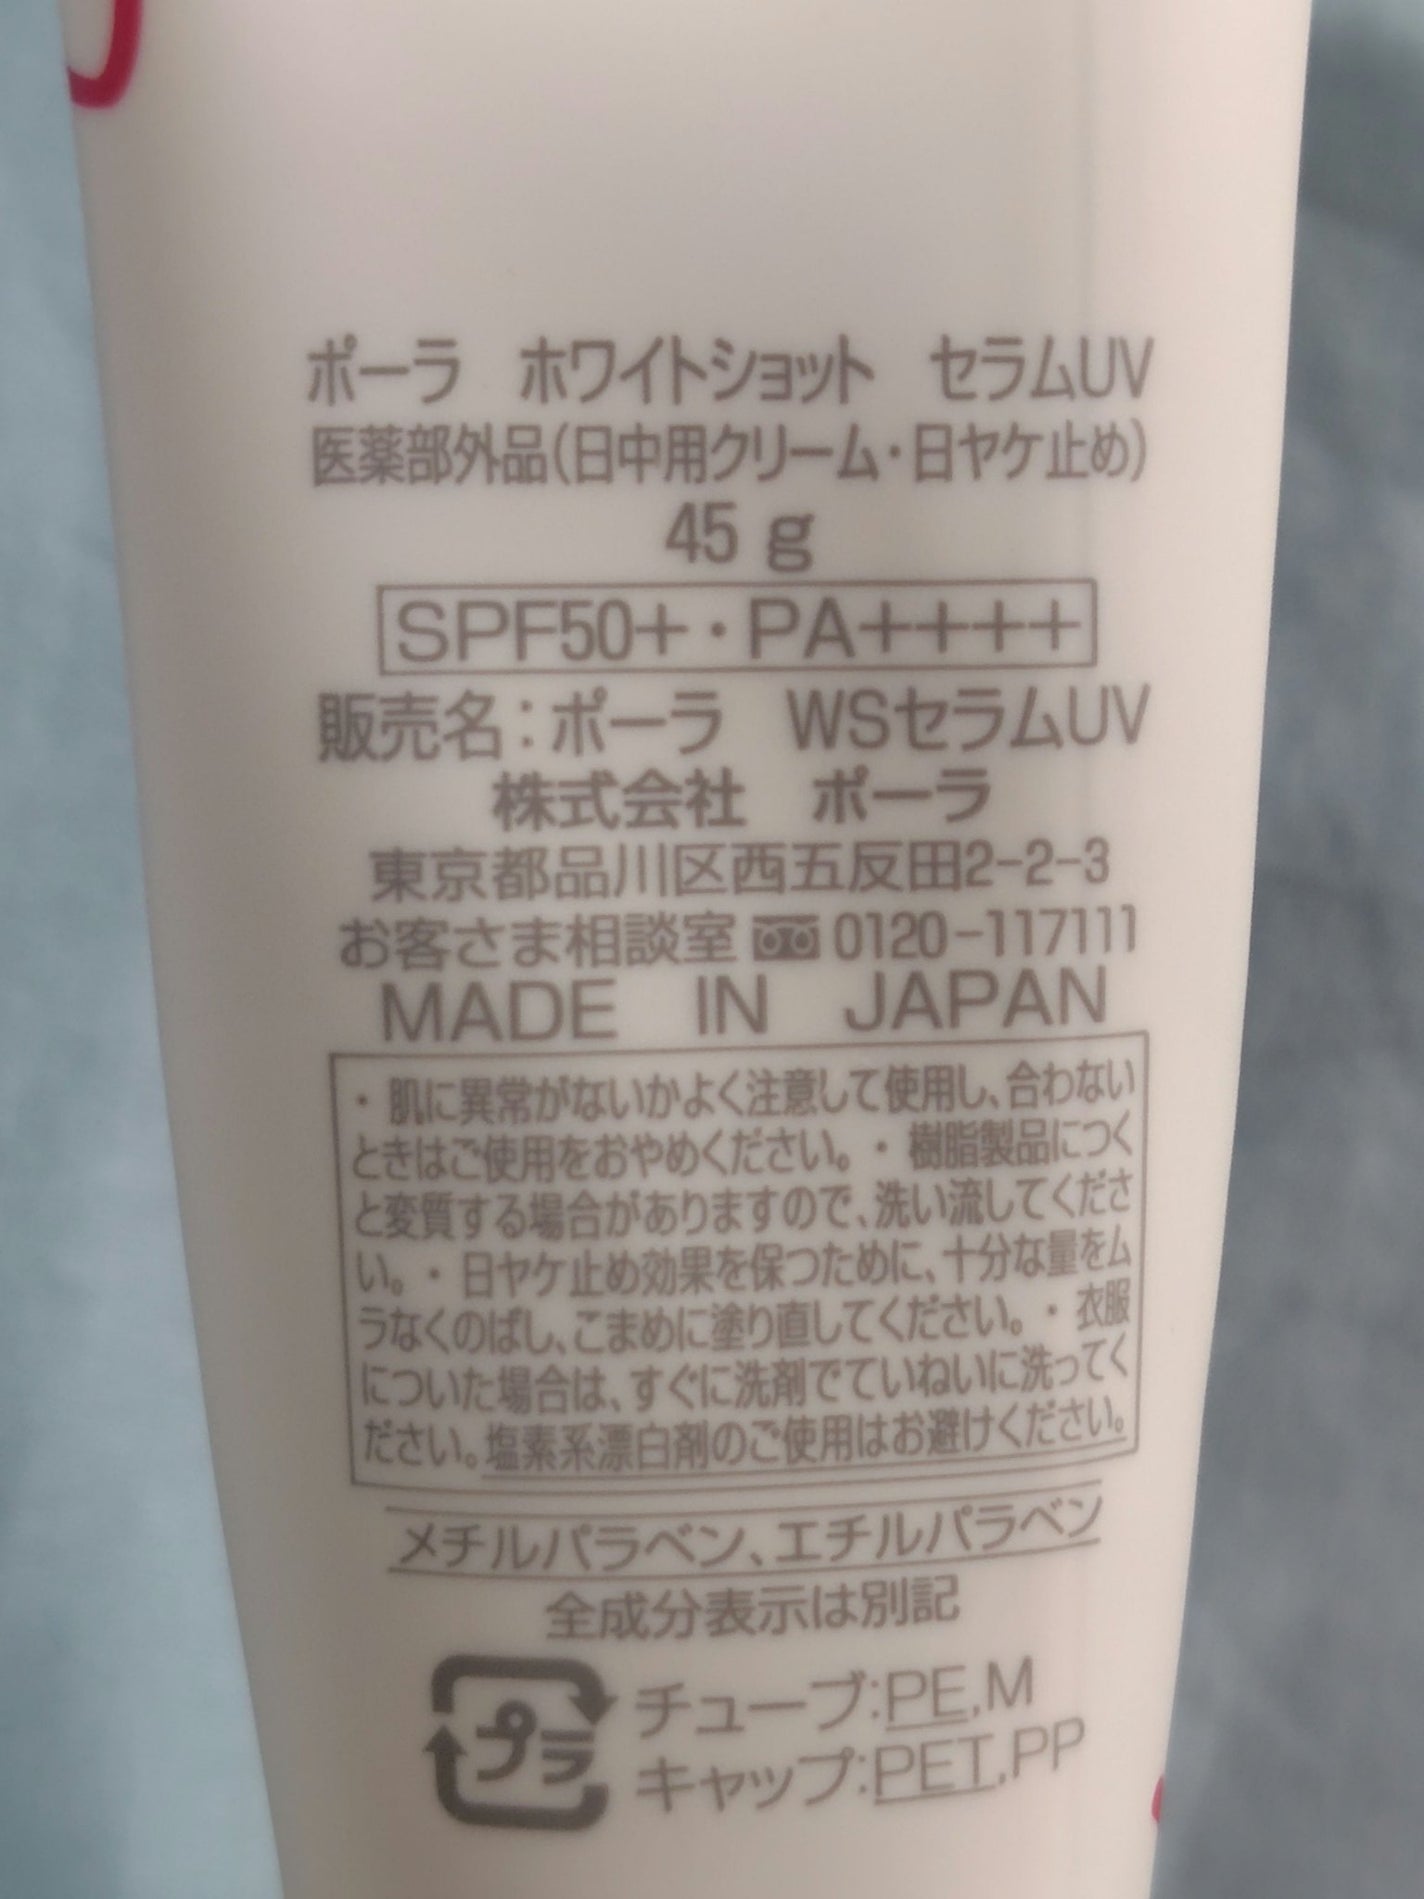 ポーラ ホワイトショット セラムUV
医薬部外品(日中用クリーム・日ヤケ止め)
45 g
SPF50+・PA++++
販売名:ポーラ WSセラムUV
株式会社 ポーラ
東京都品川区西五反田2-2-3
お客さま相談室 0120-117111
MADE IN JAPAN
・肌に異常がないかよく注意して使用し、合わない
ときはご使用をおやめください。・樹脂製品につく
と変質する場合がありますので、洗い流してくださ
い。・日ヤケ止め効果を保つために、十分な量をム
ラなくのばし、こまめに塗り直してください。・衣服
についた場合は、すぐに洗剤でていねいに洗ってく
ださい。塩素系漂白剤のご使用はお避けください。
メチルパラベン、エチルパラベン
全成分表示は別記
プラ チューブ:PE,M
キャップ:PET,PP